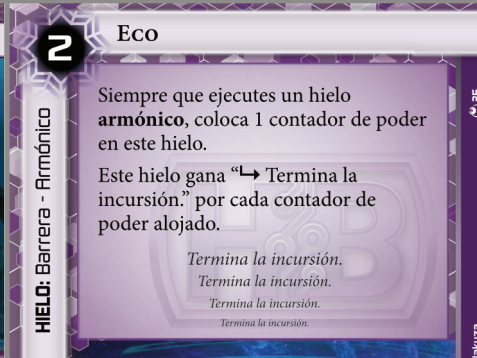 2
Eco
HIELO: Barrera - Armónico
Siempre que ejecutes un hielo
armónico, coloca 1 contador de poder
en este hielo.
Este hielo gana “↳ Termina la
incursión.” por cada contador de
poder alojado.
Termina la incursión.
Termina la incursión.
Termina la incursión.
Termina la incursión.